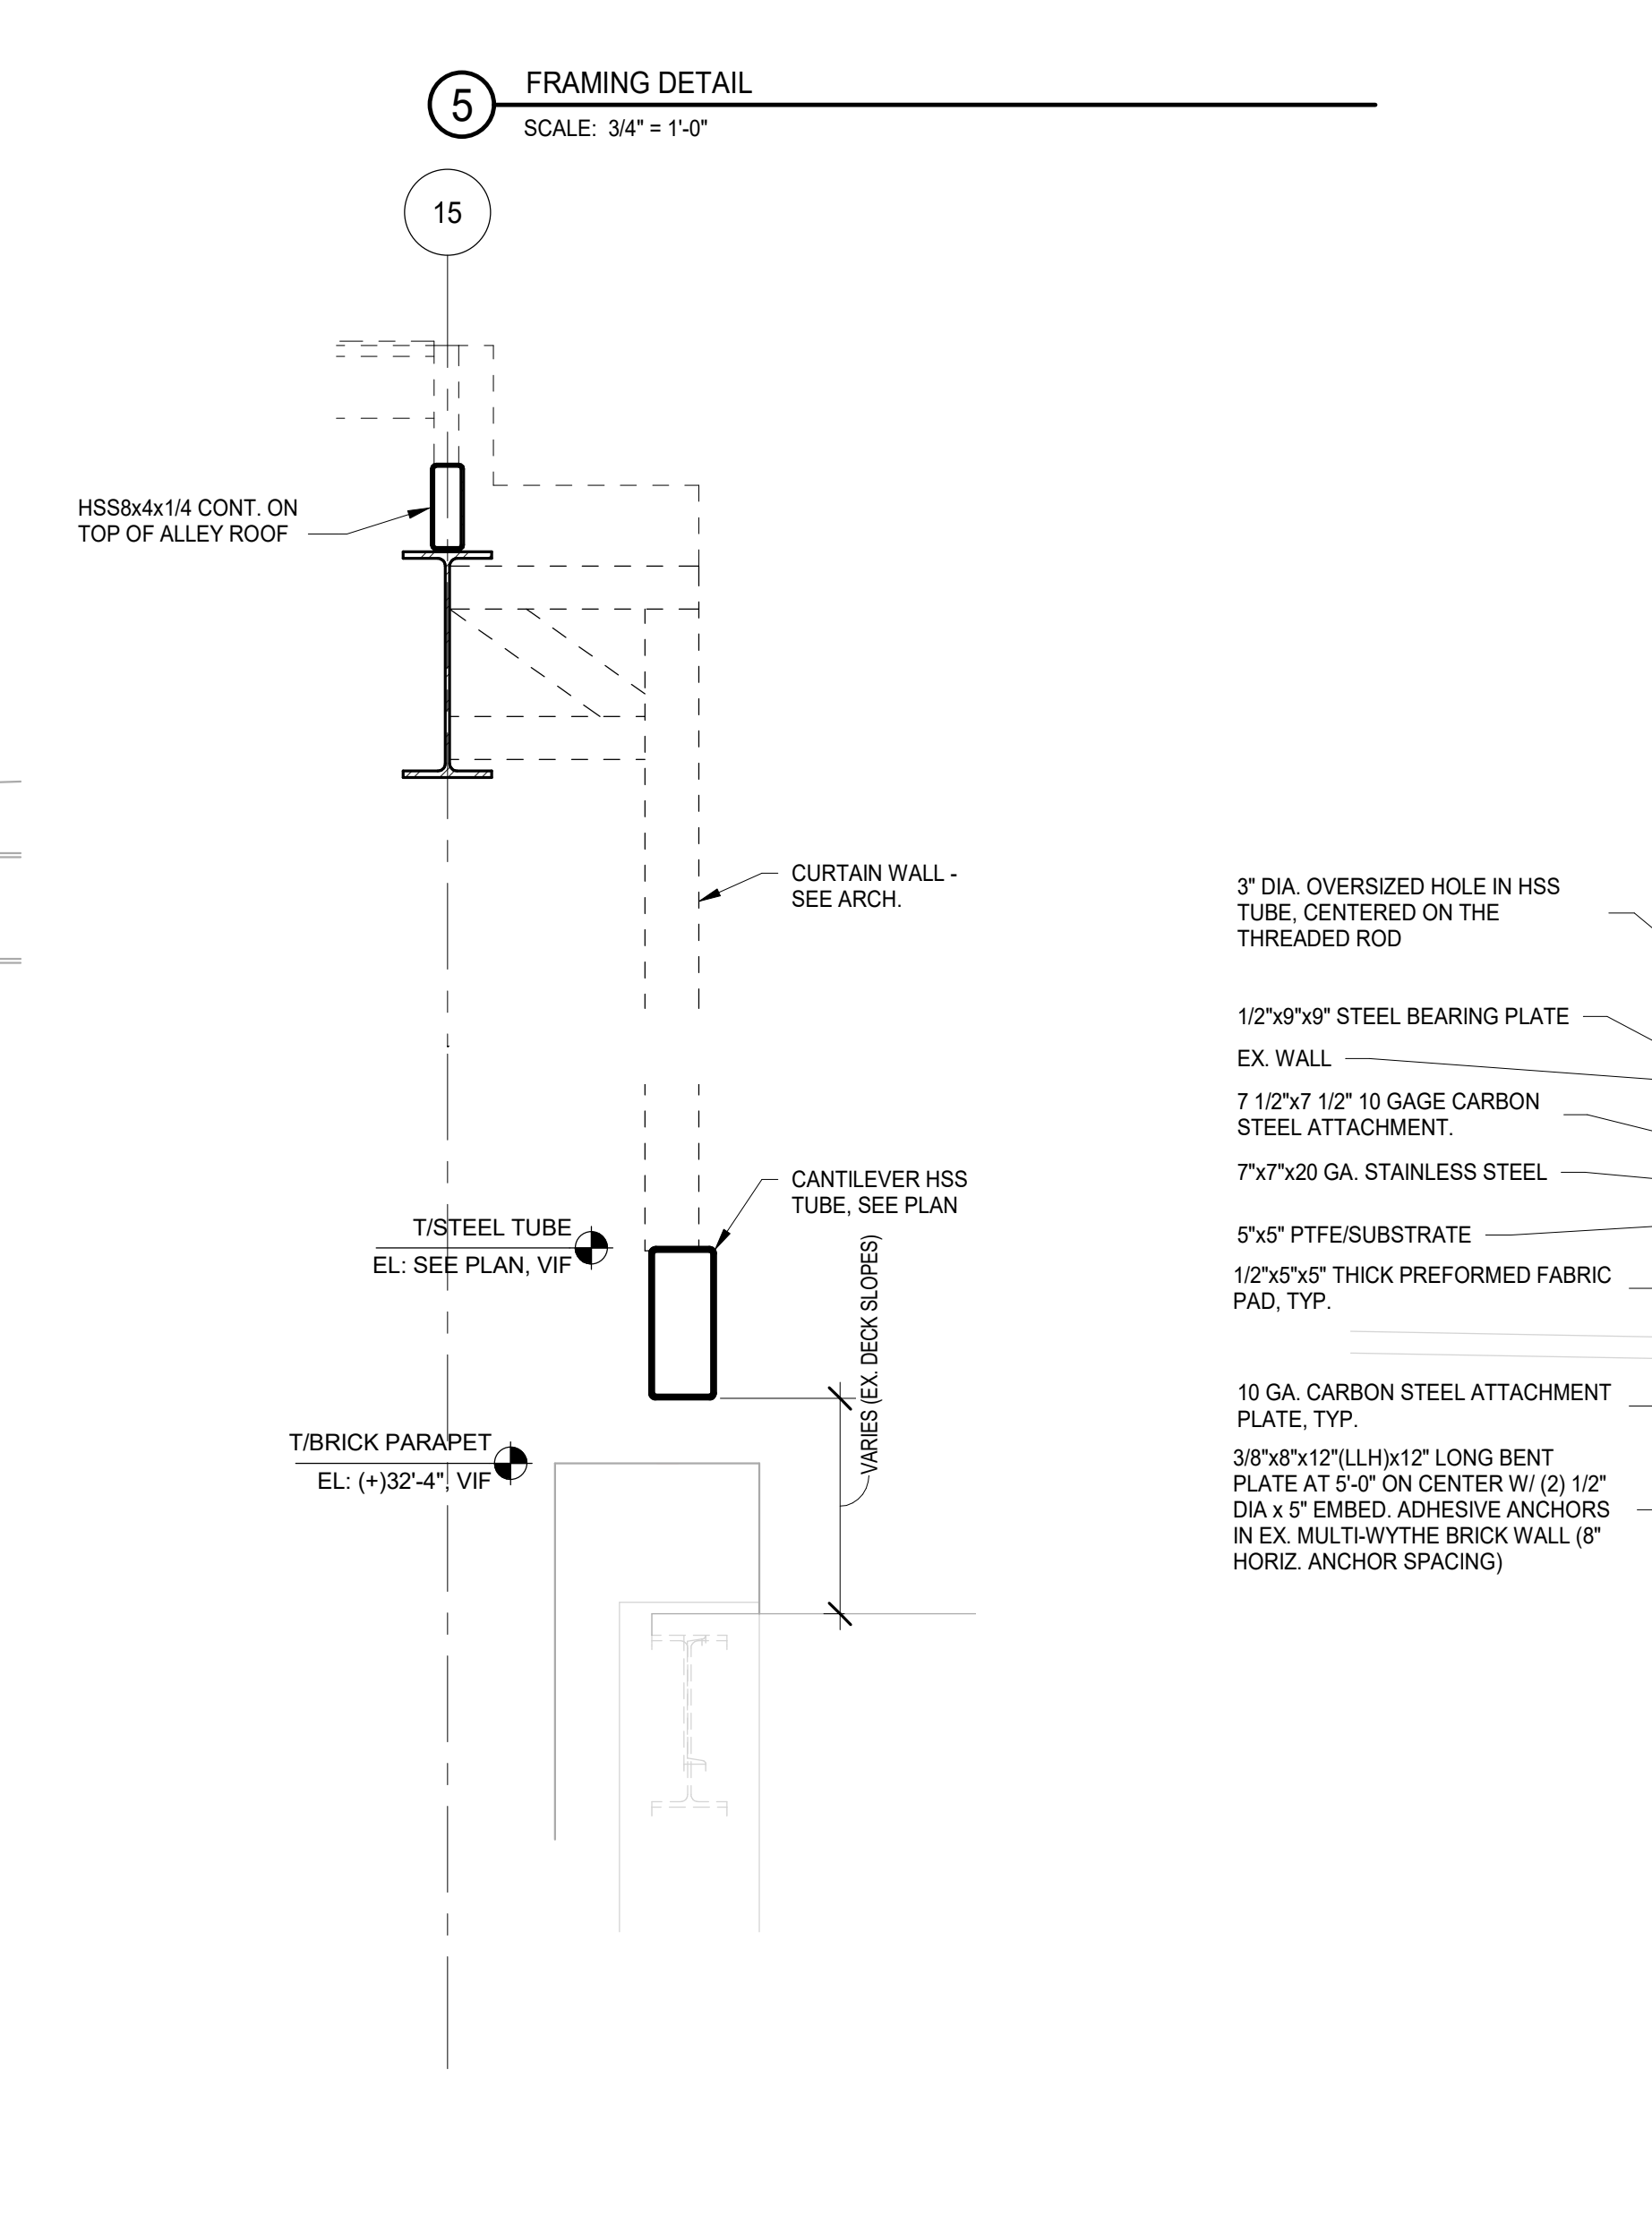 5
FRAMING DETAIL
SCALE: 3/4" = 1'-0"
15
HSS8x4x1/4 CONT. ON
TOP OF ALLEY ROOF
CURTAIN WALL -
SEE ARCH.
CANTILEVER HSS
TUBE, SEE PLAN
T/STEEL TUBE
EL: SEE PLAN, VIF
VARIES (EX. DECK SLOPES)
T/BRICK PARAPET
EL: (+)32'-4", VIF
3" DIA. OVERSIZED HOLE IN HSS
TUBE, CENTERED ON THE
THREADED ROD
1/2"x9"x9" STEEL BEARING PLATE
EX. WALL
7 1/2"x7 1/2" 10 GAGE CARBON
STEEL ATTACHMENT.
7"x7"x20 GA. STAINLESS STEEL
5"x5" PTFE/SUBSTRATE
1/2"x5"x5" THICK PREFORMED FABRIC
PAD, TYP.
10 GA. CARBON STEEL ATTACHMENT
PLATE, TYP.
3/8"x8"x12"(LLH)x12" LONG BENT
PLATE AT 5'-0" ON CENTER W/ (2) 1/2"
DIA x 5" EMBED. ADHESIVE ANCHORS
IN EX. MULTI-WYTHE BRICK WALL (8"
HORIZ. ANCHOR SPACING)